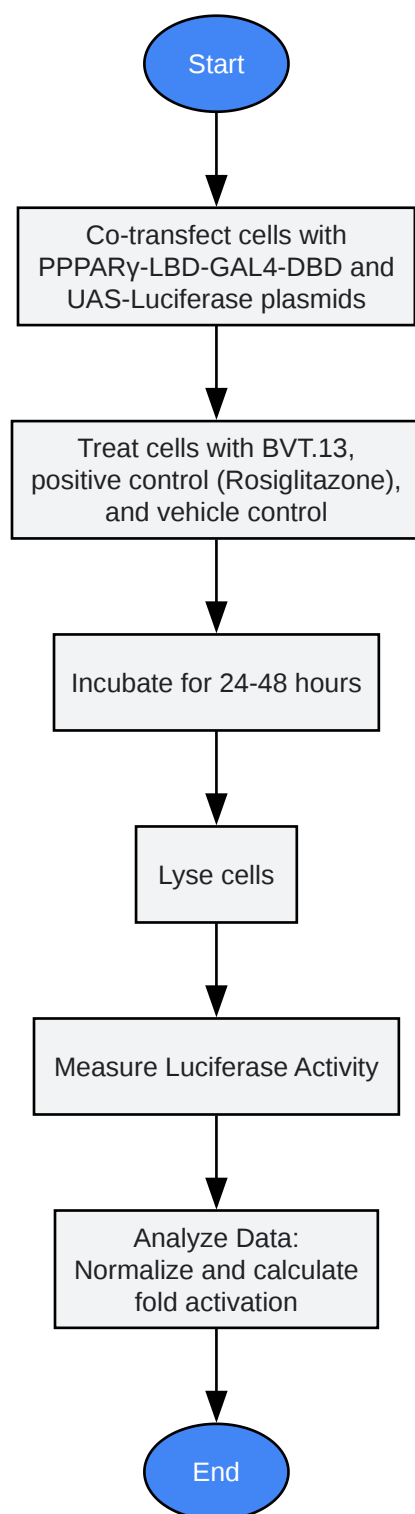 Start
Co-transfect cells with
PPPARγ-LBD-GAL4-DBD and
UAS-Luciferase plasmids
Treat cells with BVT.13,
positive control (Rosiglitazone),
and vehicle control
Incubate for 24-48 hours
Lyse cells
Measure Luciferase Activity
Analyze Data:
Normalize and calculate
fold activation
End